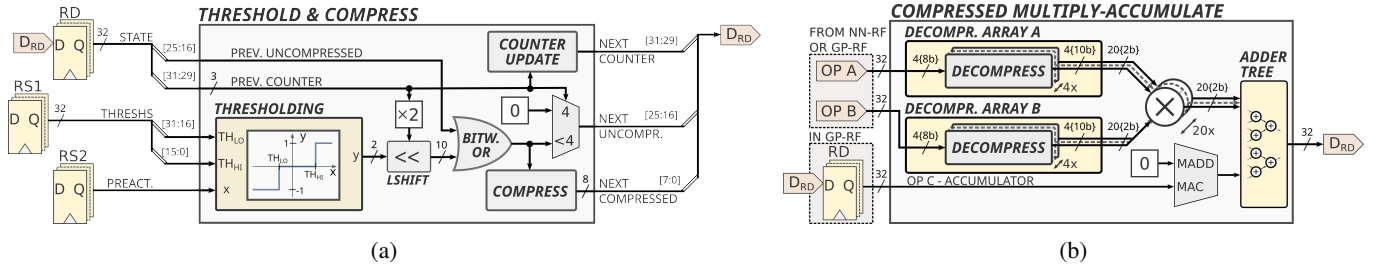 THRESHOLD & COMPRESS
RD
D_RD
D Q
32
STATE
[25:16]
PREV. UNCOMPRESSED
[31:29]
3
PREV. COUNTER
COUNTER
UPDATE
NEXT
COUNTER
[31:29]
D_RD
RS1
D Q
32
THRESHS
[31:16]
[15:0]
THRESHOLDING
TH_LO
TH_HI
x
1
y
TH_LO
TH_HI
x
-1
y
2
×2
<<
LSHIFT
10
BITW.
OR
0
4
<4
NEXT
UNCOMPR.
[25:16]
RS2
D Q
PREACT.
COMPRESS
8
NEXT
COMPRESSED
[7:0]
(a)
COMPRESSED MULTIPLY-ACCUMULATE
FROM NN-RF
OR GP-RF
OP A
32
OP B
32
DECOMPR. ARRAY A
4{8b}
DECOMPRESS
4{10b}
20{2b}
4x
DECOMPR. ARRAY B
4{8b}
DECOMPRESS
4{10b}
20{2b}
4x
×
20{2b}
20x
ADDER
TREE
IN GP-RF
RD
D_RD
D Q
32
OP C - ACCUMULATOR
0
MADD
MAC
32
D_RD
(b)